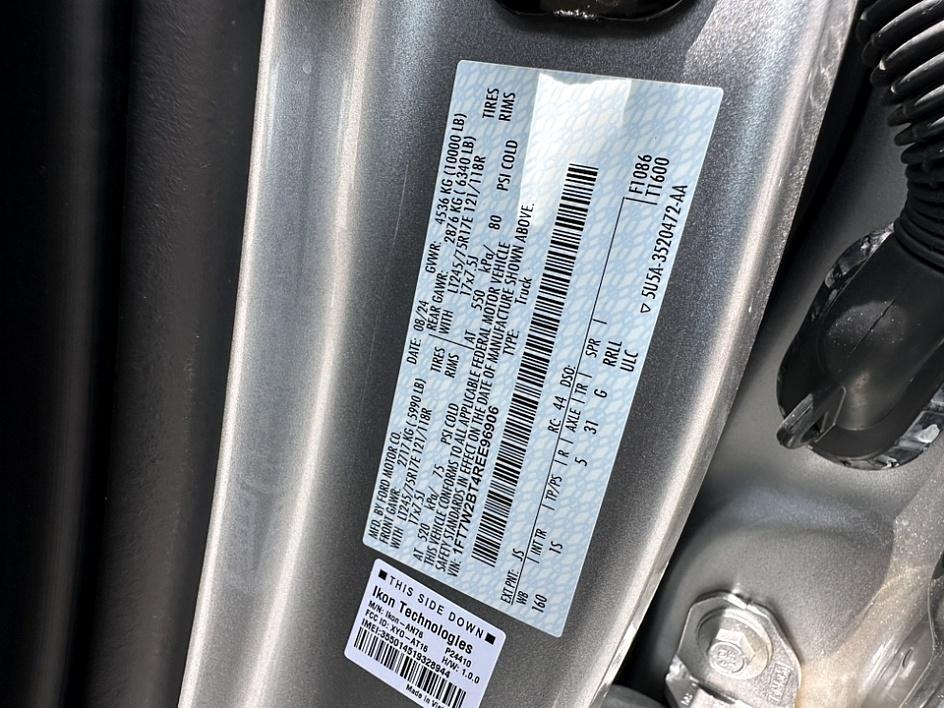 MFD. BY FORD MOTOR CO.
DATE: 08/24 GVWR: 4536 KG (10000 LB)
FRONT GAWR: 2717 KG ( 5990 LB) REAR GAWR: 2876 KG ( 6340 LB)
WITH LT245/75R17E 121/118R TIRES WITH LT245/75R17E 121/118R TIRES
17x7.5J RIMS 17x7.5J RIMS
AT 520 kPa/ 75 PSI COLD AT 550 kPa/ 80 PSI COLD
THIS VEHICLE CONFORMS TO ALL APPLICABLE FEDERAL MOTOR VEHICLE
SAFETY STANDARDS IN EFFECT ON THE DATE OF MANUFACTURE SHOWN ABOVE.
VIN: 1FT7W2BT4REE96906 TYPE: Truck
F1086
T1600
EXT PNT: JS RC: 44 DSO:
WB INT TR TP/PS R AXLE TR SPR
160 1S 5 31 G RRLL
ULC
▽ 5U5A-3520472-AA
■ THIS SIDE DOWN ■
Ikon Technologies
M/N: Ikon-AN76 P24410
FCC ID: XYO-AT16 H/W: 1.0.0
IMEI:355014519328944
Made in